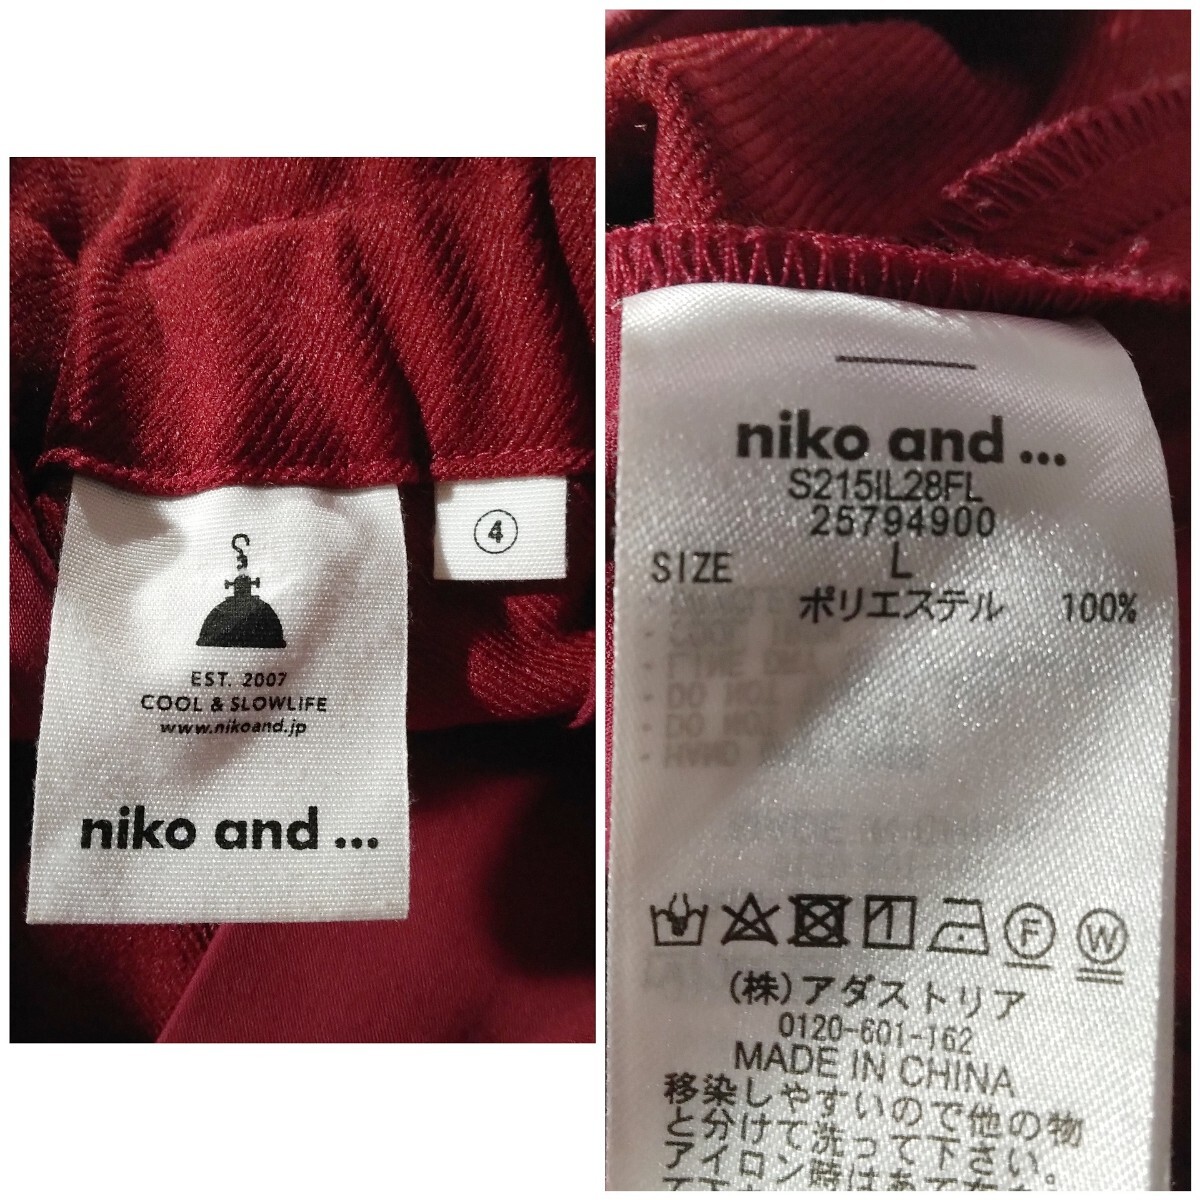 4
EST. 2007
COOL & SLOWLIFE
www.nikoand.jp
niko and ...
niko and ...
S215IL28FL
25794900
SIZE L
ポリエステル 100%
F W
(株)アダストリア
0120-601-162
MADE IN CHINA
移染しやすいので他の物
と分けて洗って下さい。
アイロン時はあて